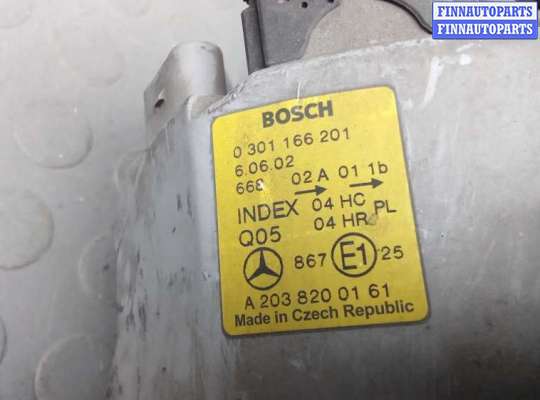 FINNAUTOPARTS
FINNAUTOPARTS
BOSCH
0 301 166 201
6.06.02
668 02 A 01 1b
INDEX 04 HC PL
Q05 04 HR
867 E1 25
A 203 820 01 61
Made in Czech Republic